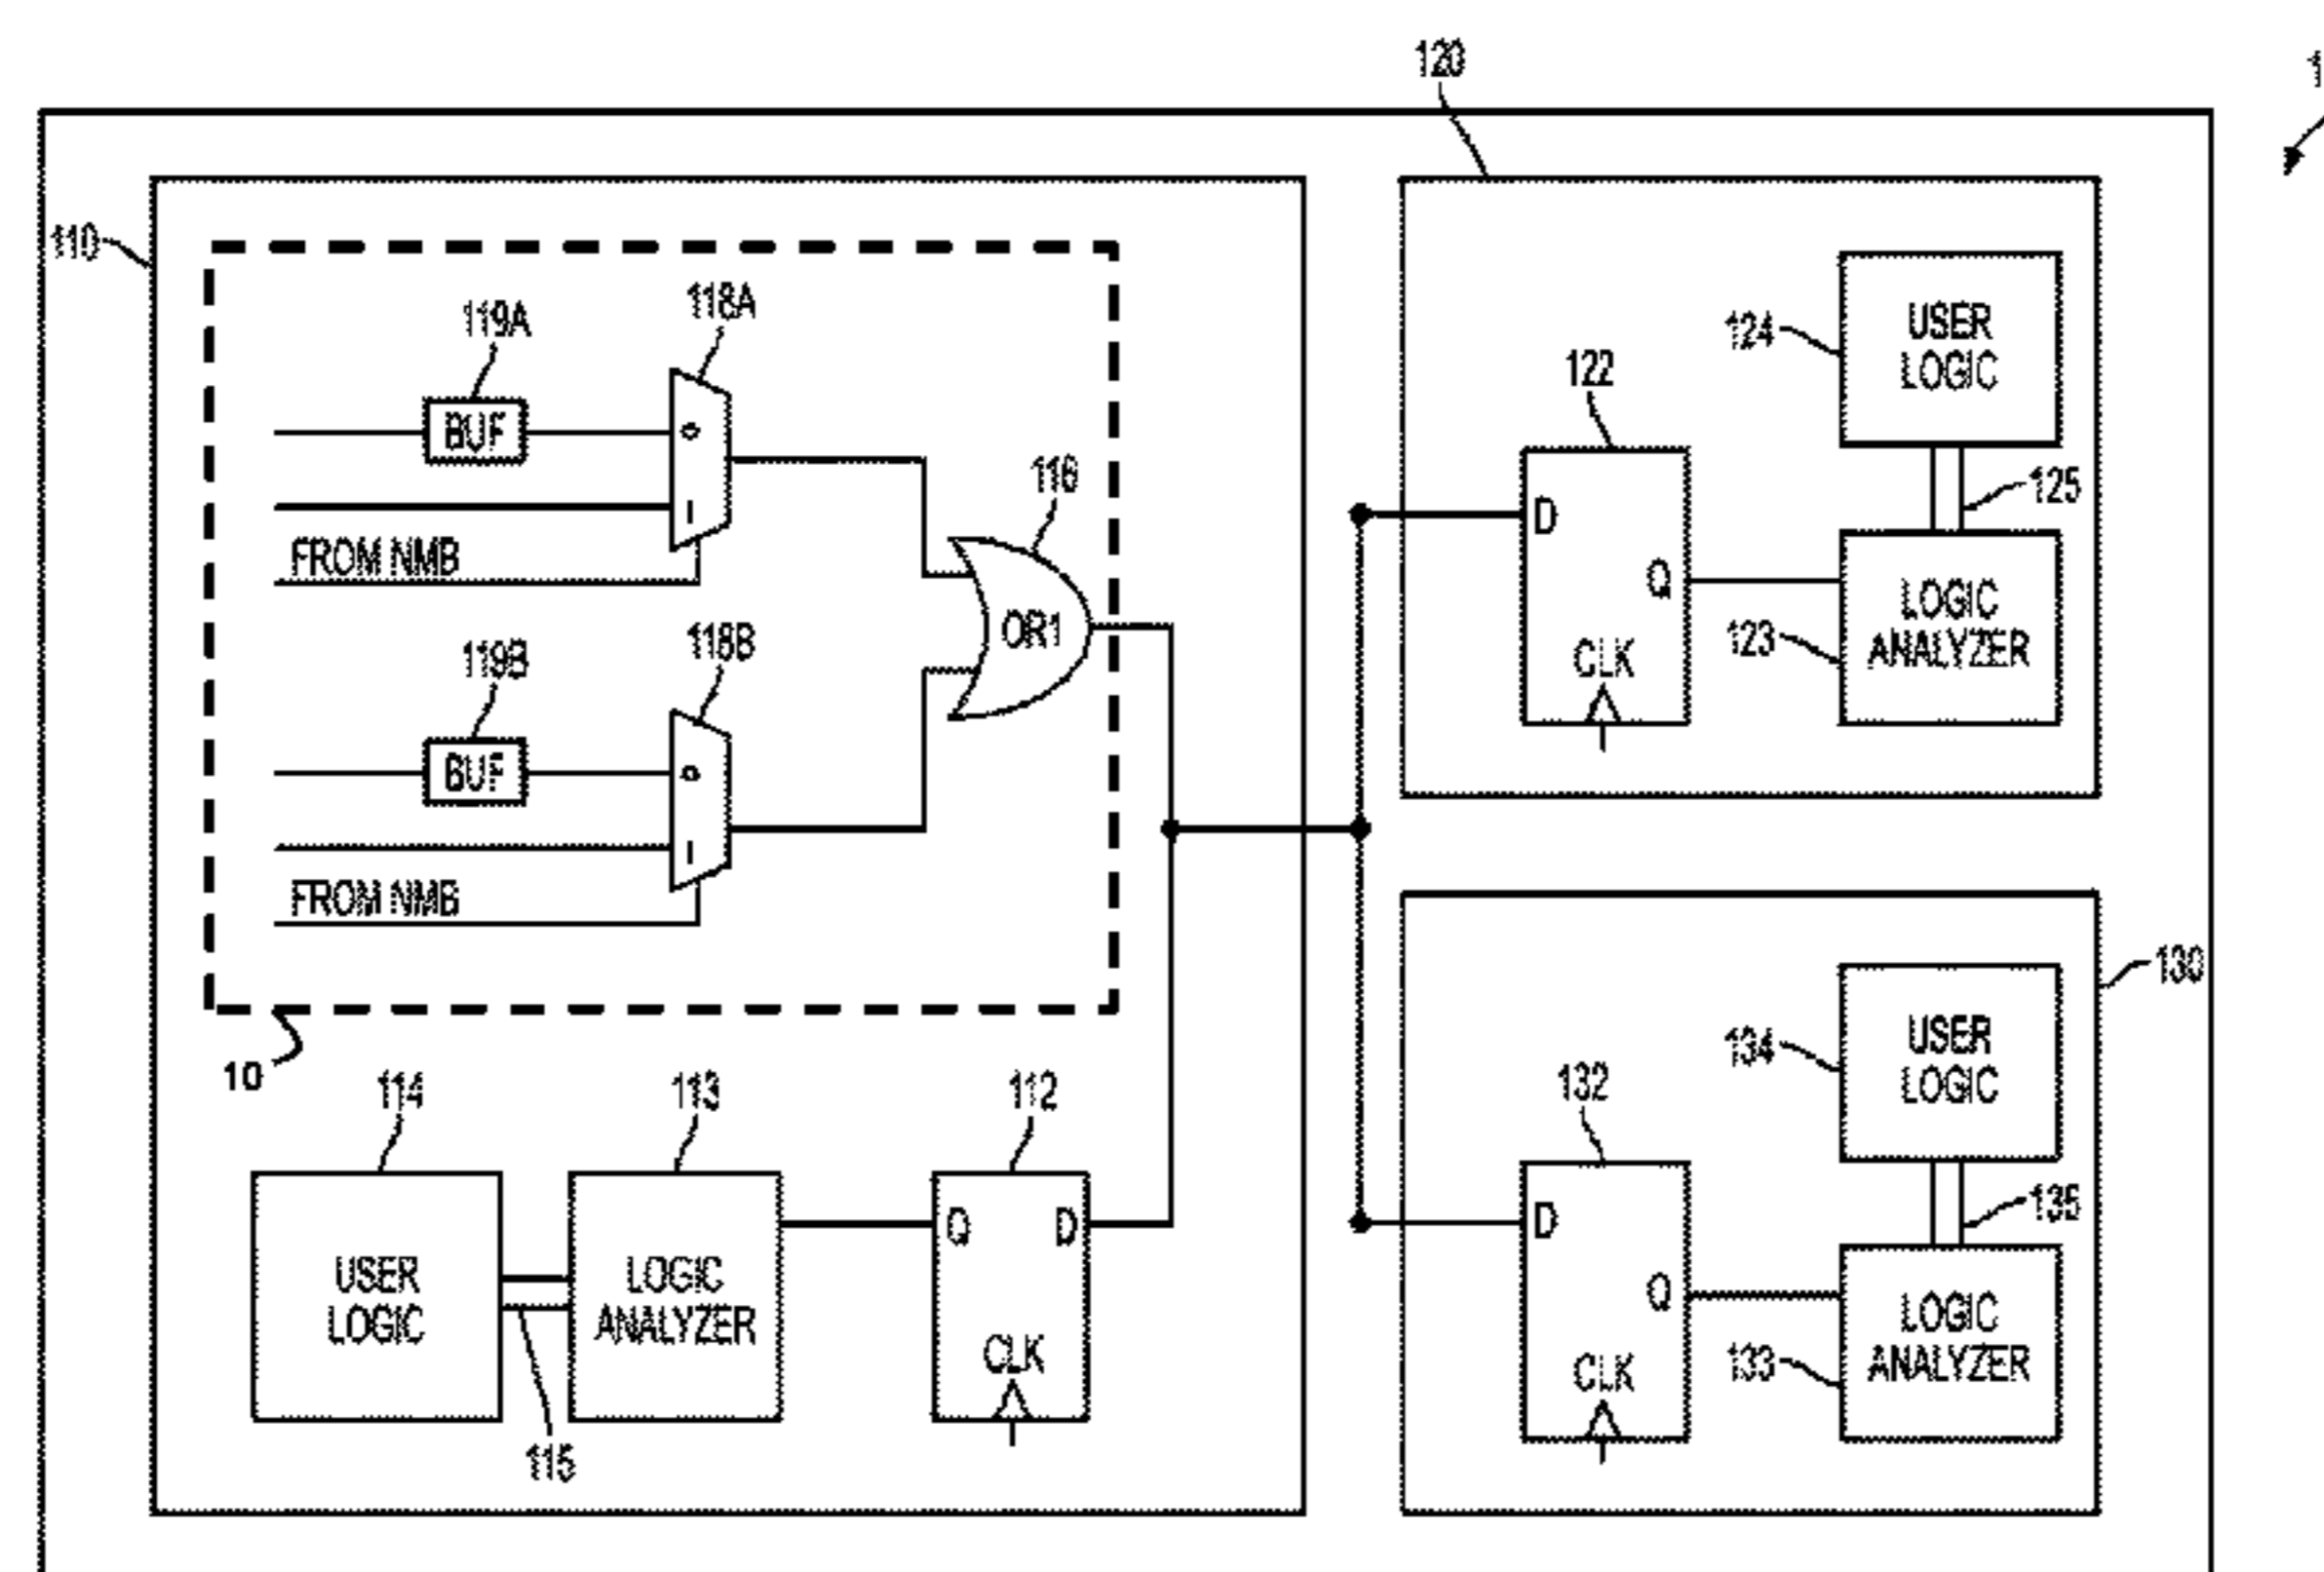 120
1
110
119A
118A
BUF
0
1
FROM NMB
116
OR1
119B
118B
BUF
0
1
FROM NMB
10
114
113
112
USER
LOGIC
LOGIC
ANALYZER
Q
D
CLK
115
122
D
Q
CLK
124
USER
LOGIC
125
123
LOGIC
ANALYZER
130
132
D
Q
CLK
134
USER
LOGIC
135
133
LOGIC
ANALYZER